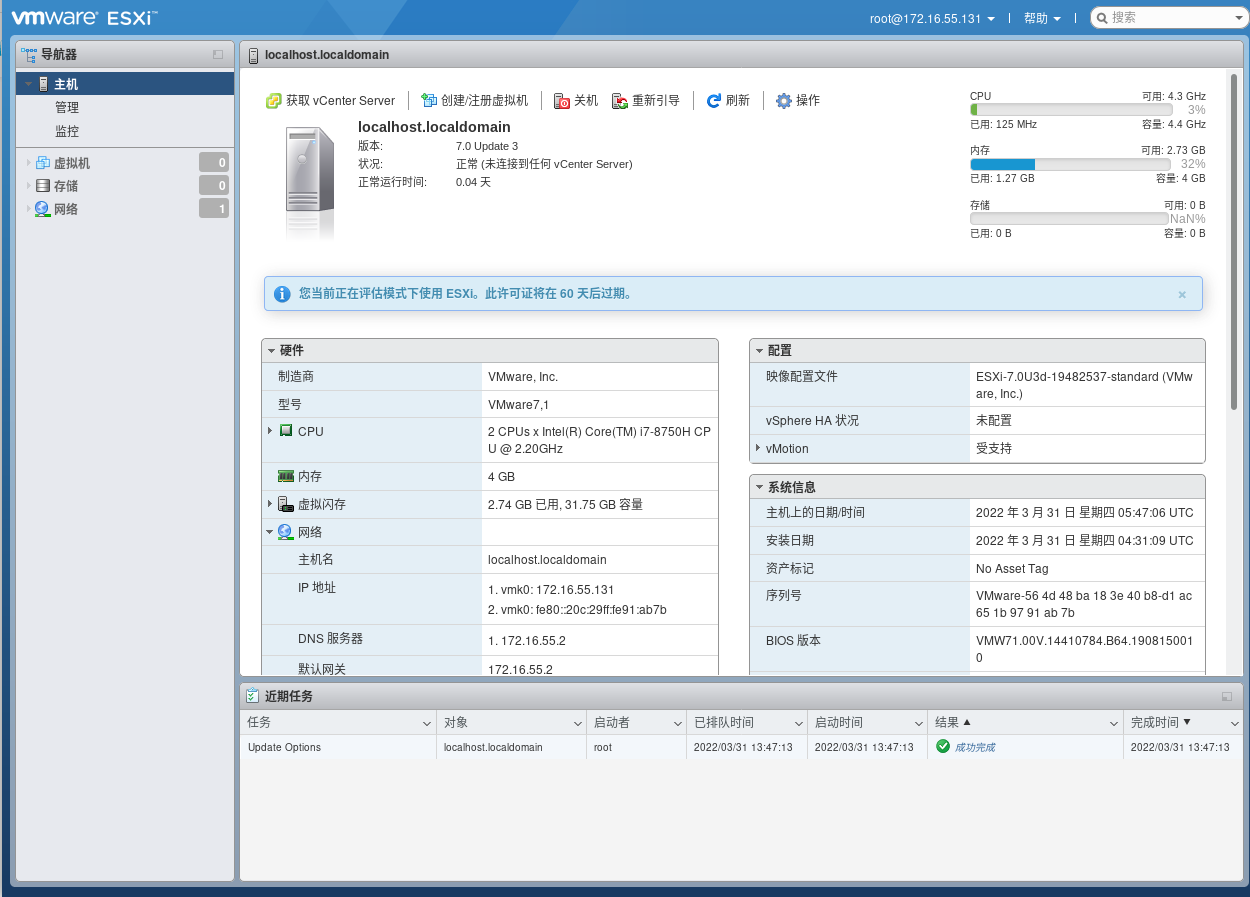 vmware ESXi™
root@172.16.55.131
帮助
搜索
导航器
主机
管理
监控
虚拟机 0
存储 0
网络 1
localhost.localdomain
获取 vCenter Server
创建/注册虚拟机
关机
重新引导
刷新
操作
localhost.localdomain
版本: 7.0 Update 3
状况: 正常 (未连接到任何 vCenter Server)
正常运行时间: 0.04 天
CPU 可用: 4.3 GHz
3%
已用: 125 MHz 容量: 4.4 GHz
内存 可用: 2.73 GB
32%
已用: 1.27 GB 容量: 4 GB
存储 可用: 0 B
NaN%
已用: 0 B 容量: 0 B
您当前正在评估模式下使用 ESXi。此许可证将在 60 天后过期。
硬件
制造商 VMware, Inc.
型号 VMware7,1
CPU 2 CPUs x Intel(R) Core(TM) i7-8750H CP
U @ 2.20GHz
内存 4 GB
虚拟闪存 2.74 GB 已用, 31.75 GB 容量
网络
主机名 localhost.localdomain
IP 地址 1. vmk0: 172.16.55.131
2. vmk0: fe80::20c:29ff:fe91:ab7b
DNS 服务器 1. 172.16.55.2
默认网关 172.16.55.2
配置
映像配置文件 ESXi-7.0U3d-19482537-standard (VMw
are, Inc.)
vSphere HA 状况 未配置
vMotion 受支持
系统信息
主机上的日期/时间 2022 年 3 月 31 日 星期四 05:47:06 UTC
安装日期 2022 年 3 月 31 日 星期四 04:31:09 UTC
资产标记 No Asset Tag
序列号 VMware-56 4d 48 ba 18 3e 40 b8-d1 ac
65 1b 97 91 ab 7b
BIOS 版本 VMW71.00V.14410784.B64.190815001
0
近期任务
任务 对象 启动者 已排队时间 启动时间 结果 完成时间
Update Options localhost.localdomain root 2022/03/31 13:47:13 2022/03/31 13:47:13 成功完成 2022/03/31 13:47:13